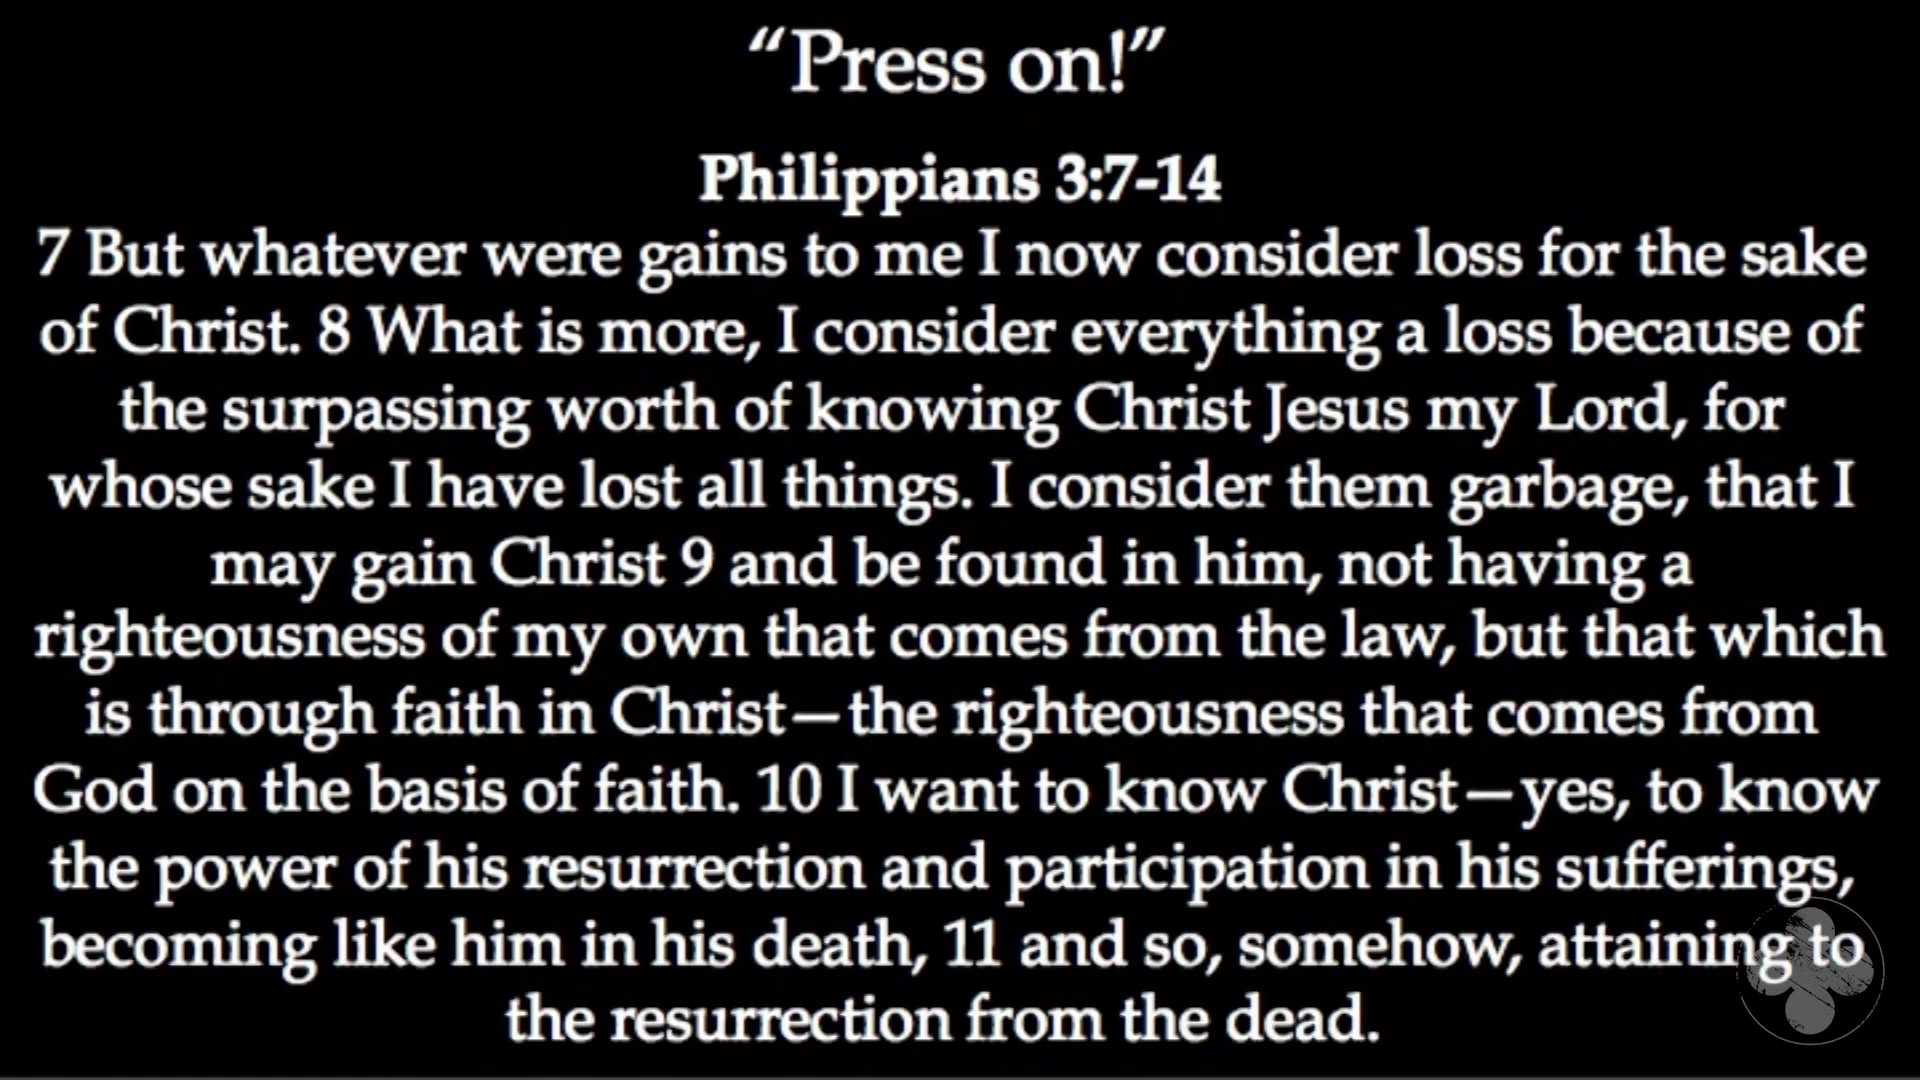 “Press on!”
Philippians 3:7-14
7 But whatever were gains to me I now consider loss for the sake
of Christ. 8 What is more, I consider everything a loss because of
the surpassing worth of knowing Christ Jesus my Lord, for
whose sake I have lost all things. I consider them garbage, that I
may gain Christ 9 and be found in him, not having a
righteousness of my own that comes from the law, but that which
is through faith in Christ—the righteousness that comes from
God on the basis of faith. 10 I want to know Christ—yes, to know
the power of his resurrection and participation in his sufferings,
becoming like him in his death, 11 and so, somehow, attaining to
the resurrection from the dead.